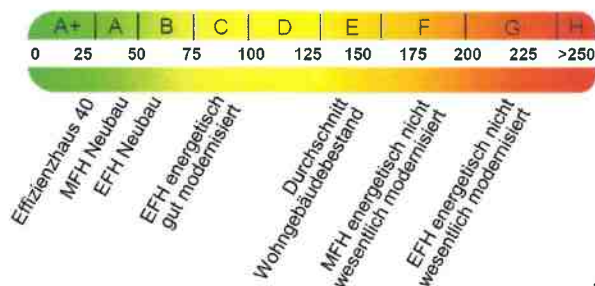 A+ A B C D E F G H
0 25 50 75 100 125 150 175 200 225 >250
Effizienzhaus 40
MFH Neubau
EFH Neubau
EFH energetisch
gut modernisiert
Durchschnitt
Wohngebäudebestand
MFH energetisch nicht
wesentlich modernisiert
EFH energetisch nicht
wesentlich modernisiert